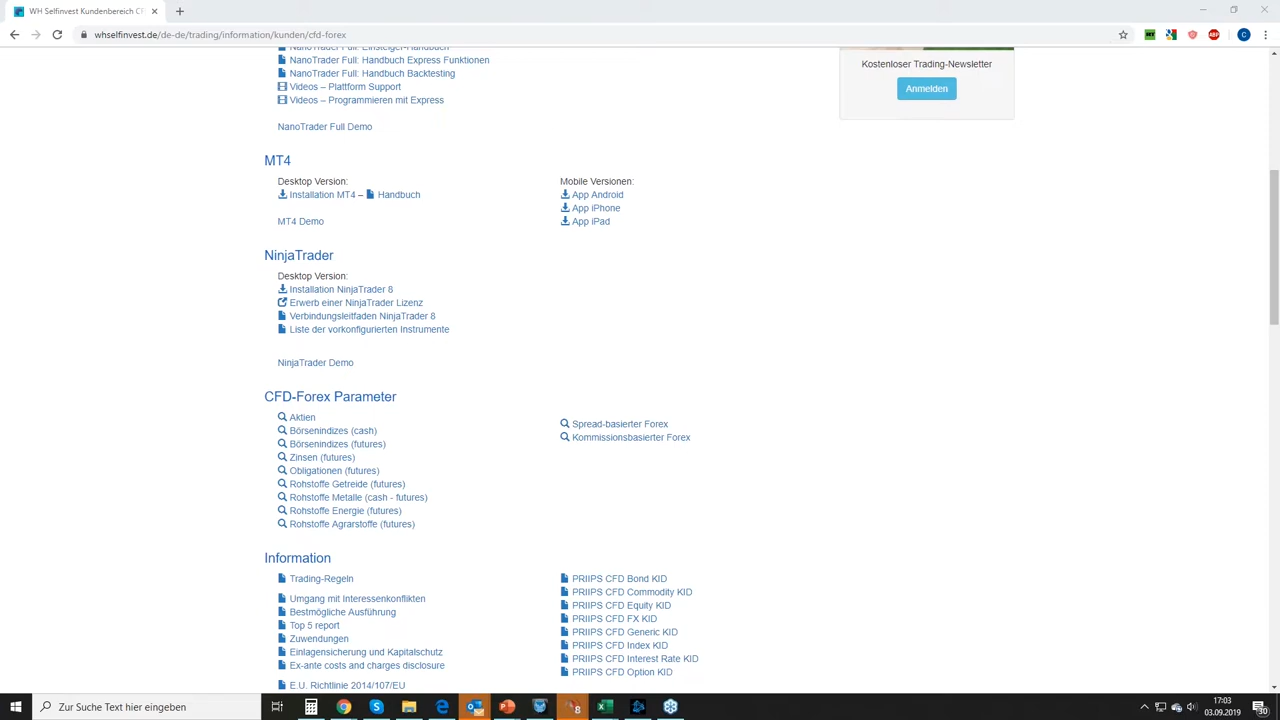 WH Selfinvest Kundenbereich CF
whselfinvest.de/de-de/trading/information/kunden/cfd-forex
NanoTrader Full: Einsteiger-Handbuch
NanoTrader Full: Handbuch Express Funktionen
NanoTrader Full: Handbuch Backtesting
Videos – Plattform Support
Videos – Programmieren mit Express
NanoTrader Full Demo
Kostenloser Trading-Newsletter
Anmelden
MT4
Desktop Version:
Installation MT4 – Handbuch
MT4 Demo
Mobile Versionen:
App Android
App iPhone
App iPad
NinjaTrader
Desktop Version:
Installation NinjaTrader 8
Erwerb einer NinjaTrader Lizenz
Verbindungsleitfaden NinjaTrader 8
Liste der vorkonfigurierten Instrumente
NinjaTrader Demo
CFD-Forex Parameter
Aktien
Börsenindizes (cash)
Börsenindizes (futures)
Zinsen (futures)
Obligationen (futures)
Rohstoffe Getreide (futures)
Rohstoffe Metalle (cash - futures)
Rohstoffe Energie (futures)
Rohstoffe Agrarstoffe (futures)
Spread-basierter Forex
Kommissionsbasierter Forex
Information
Trading-Regeln
Umgang mit Interessenkonflikten
Bestmögliche Ausführung
Top 5 report
Zuwendungen
Einlagensicherung und Kapitalschutz
Ex-ante costs and charges disclosure
E.U. Richtlinie 2014/107/EU
PRIIPS CFD Bond KID
PRIIPS CFD Commodity KID
PRIIPS CFD Equity KID
PRIIPS CFD FX KID
PRIIPS CFD Generic KID
PRIIPS CFD Index KID
PRIIPS CFD Interest Rate KID
PRIIPS CFD Option KID
Zur Suche Text hier eingeben
17:03
03.09.2019